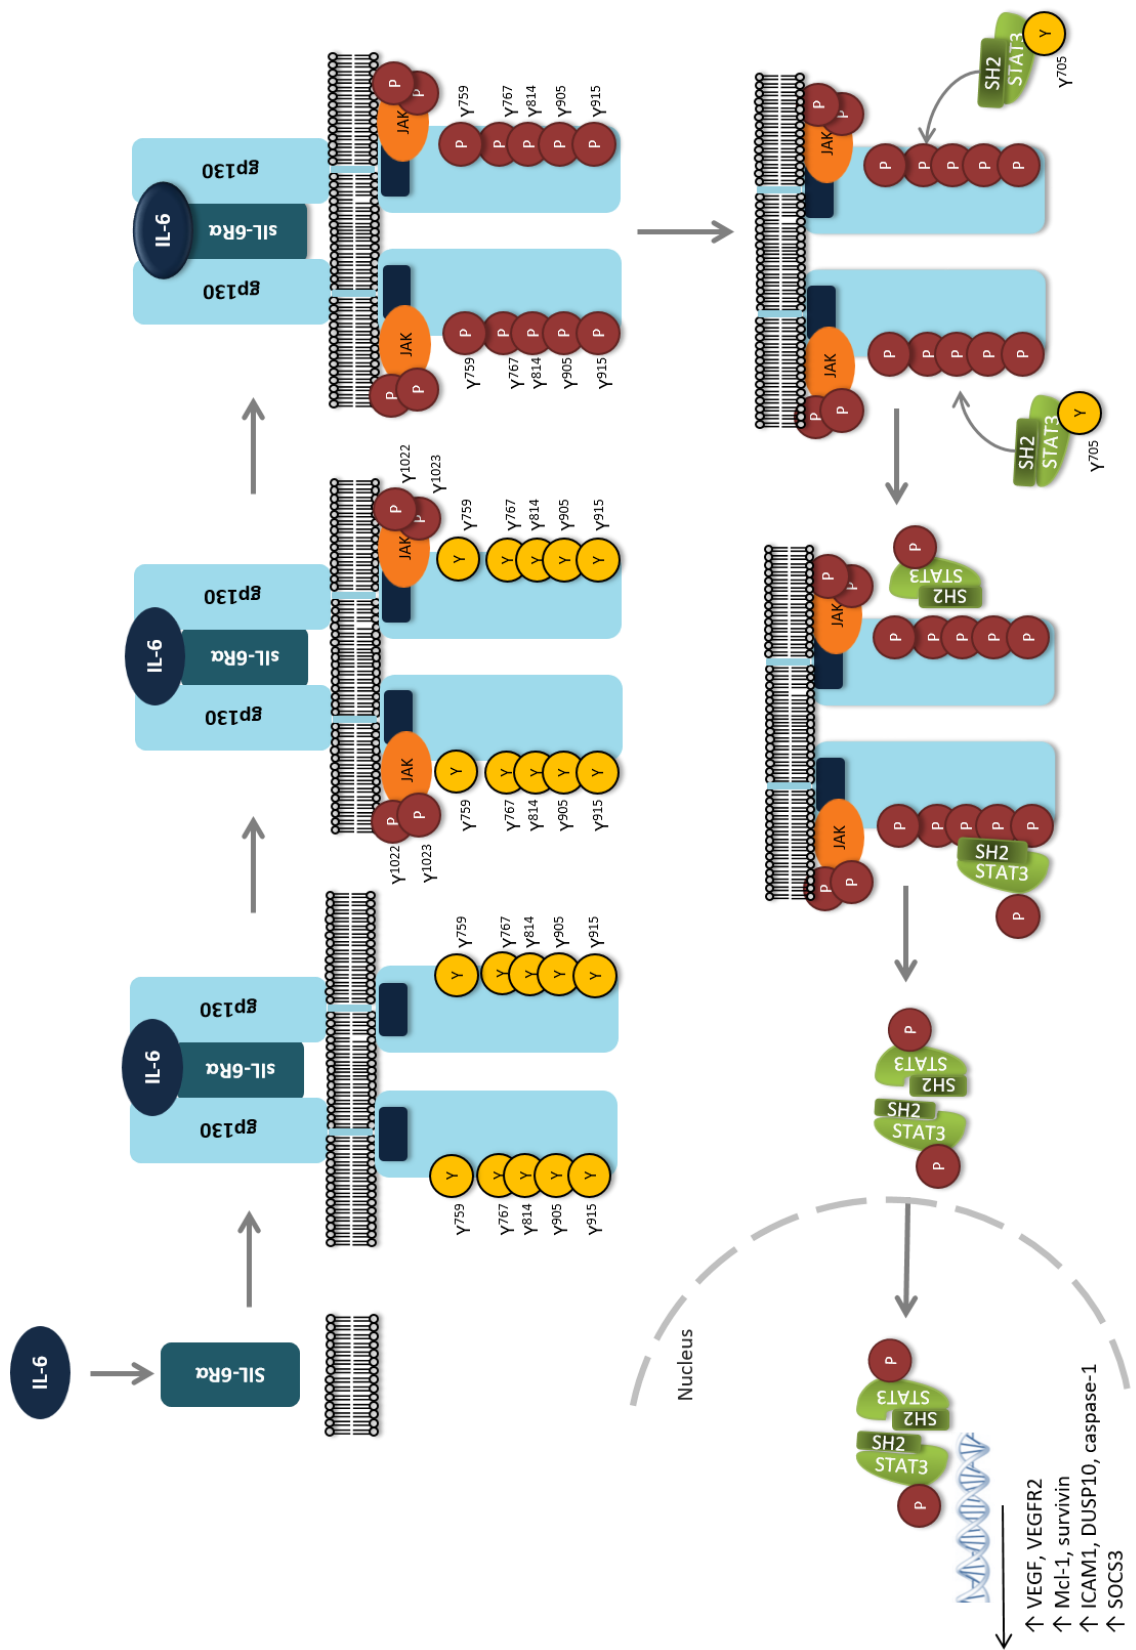 IL-6
SIL-6Rα
IL-6
gp130
sIL-6Rα
gp130
Y⁷⁵⁹ Y Y Y⁷⁵⁹
Y⁷⁶⁷ Y Y Y⁷⁶⁷
Y⁸¹⁴ Y Y Y⁸¹⁴
Y⁹⁰⁵ Y Y Y⁹⁰⁵
Y⁹¹⁵ Y Y Y⁹¹⁵
IL-6
gp130
sIL-6Rα
gp130
Y¹⁰²² P JAK JAK P Y¹⁰²²
Y¹⁰²³ P P Y¹⁰²³
Y⁷⁵⁹ Y Y Y⁷⁵⁹
Y⁷⁶⁷ Y Y Y⁷⁶⁷
Y⁸¹⁴ Y Y Y⁸¹⁴
Y⁹⁰⁵ Y Y Y⁹⁰⁵
Y⁹¹⁵ Y Y Y⁹¹⁵
IL-6
gp130
sIL-6Rα
gp130
P JAK JAK P
P P
Y⁷⁵⁹ P P Y⁷⁵⁹
Y⁷⁶⁷ P P Y⁷⁶⁷
Y⁸¹⁴ P P Y⁸¹⁴
Y⁹⁰⁵ P P Y⁹⁰⁵
Y⁹¹⁵ P P Y⁹¹⁵
P JAK JAK P
P P
P P
P P
P P
P P
P P
SH2
STAT3
Y
Y⁷⁰⁵
SH2
STAT3
Y
Y⁷⁰⁵
P JAK JAK P
P P
P P
P P
P P
P P
P P
SH2
STAT3
P
SH2
STAT3
P
P
STAT3
SH2
SH2
STAT3
P
Nucleus
P
STAT3
SH2
SH2
STAT3
P
↑ VEGF, VEGFR2
↑ Mcl-1, survivin
↑ ICAM1, DUSP10, caspase-1
↑ SOCS3